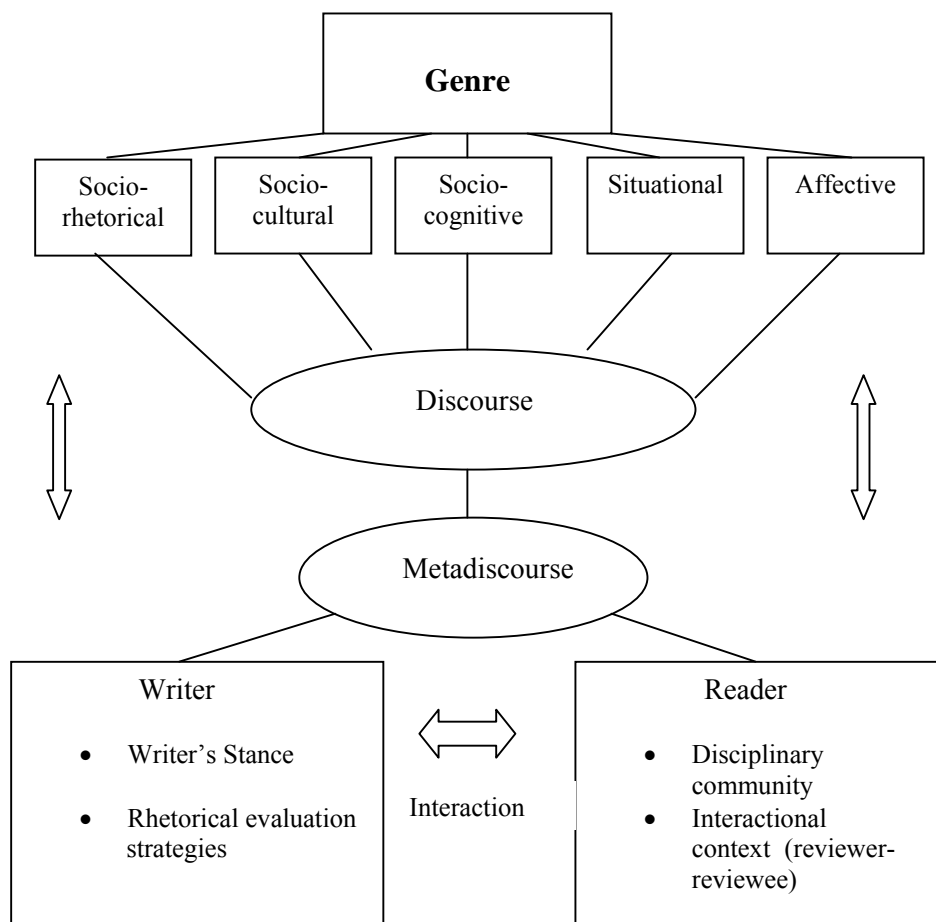 Genre
Socio-
rhetorical
Socio-
cultural
Socio-
cognitive
Situational
Affective
Discourse
Metadiscourse
Writer
• Writer’s Stance
• Rhetorical evaluation
strategies
Interaction
Reader
• Disciplinary
community
• Interactional
context (reviewer-
reviewee)